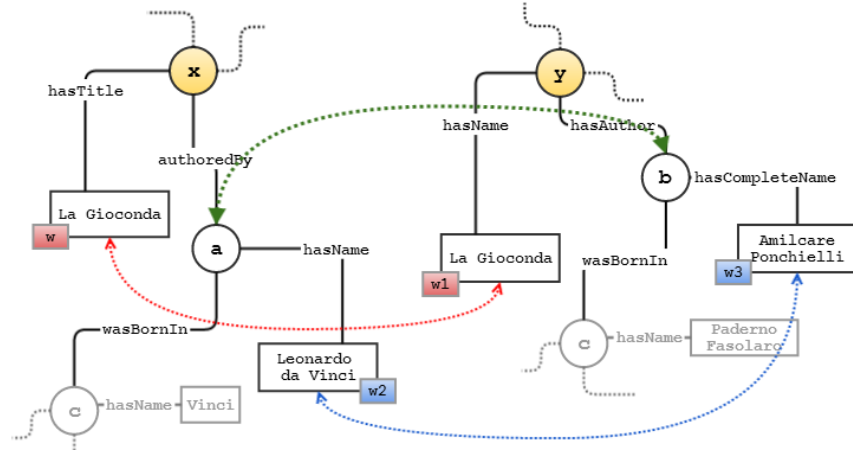 x
y
hasTitle
hasName
hasAuthor
authoredBy
b
hasCompleteName
La Gioconda
w
a
hasName
La Gioconda
w1
Amilcare
Ponchielli
w3
wasBornIn
wasBornIn
c
hasName
Paderno
Fasolaro
Leonardo
da Vinci
w2
c
hasName
Vinci